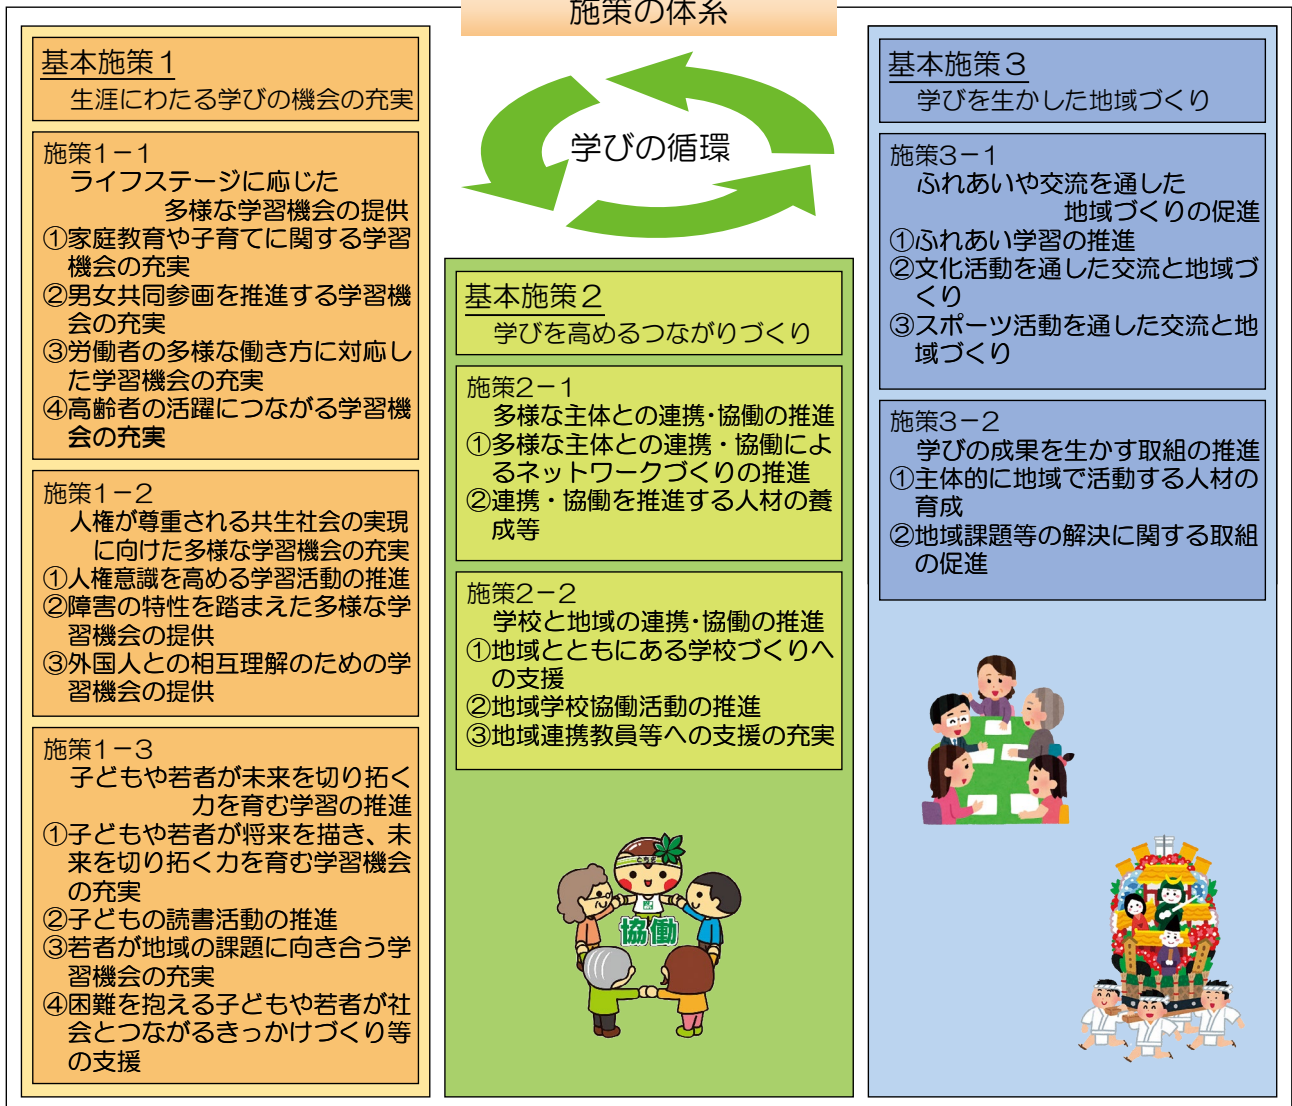 施策の体系
学びの循環
基本施策１
生涯にわたる学びの機会の充実
施策1－1
ライフステージに応じた
多様な学習機会の提供
①家庭教育や子育てに関する学習
機会の充実
②男女共同参画を推進する学習機
会の充実
③労働者の多様な働き方に対応し
た学習機会の充実
④高齢者の活躍につながる学習機
会の充実
施策1－2
人権が尊重される共生社会の実現
に向けた多様な学習機会の充実
①人権意識を高める学習活動の推進
②障害の特性を踏まえた多様な学
習機会の提供
③外国人との相互理解のための学
習機会の提供
施策1－3
子どもや若者が未来を切り拓く
力を育む学習の推進
①子どもや若者が将来を描き、未
来を切り拓く力を育む学習機会
の充実
②子どもの読書活動の推進
③若者が地域の課題に向き合う学
習機会の充実
④困難を抱える子どもや若者が社
会とつながるきっかけづくり等
の支援
基本施策２
学びを高めるつながりづくり
施策2－1
多様な主体との連携・協働の推進
①多様な主体との連携・協働によ
るネットワークづくりの推進
②連携・協働を推進する人材の養
成等
施策2－2
学校と地域の連携・協働の推進
①地域とともにある学校づくりへ
の支援
②地域学校協働活動の推進
③地域連携教員等への支援の充実
とちぎ
協働
基本施策３
学びを生かした地域づくり
施策3－1
ふれあいや交流を通した
地域づくりの促進
①ふれあい学習の推進
②文化活動を通した交流と地域づ
くり
③スポーツ活動を通した交流と地
域づくり
施策3－2
学びの成果を生かす取組の推進
①主体的に地域で活動する人材の
育成
②地域課題等の解決に関する取組
の促進